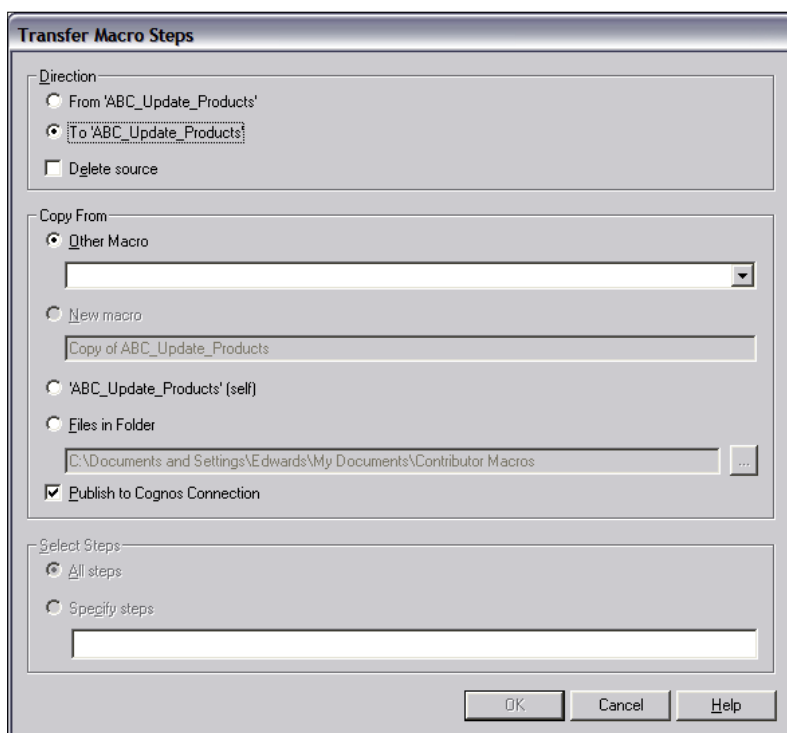 Transfer Macro Steps
Direction
From 'ABC_Update_Products'
To 'ABC_Update_Products'
Delete source
Copy From
Other Macro
New macro
Copy of ABC_Update_Products
'ABC_Update_Products' (self)
Files in Folder
C:\Documents and Settings\Edwards\My Documents\Contributor Macros
...
Publish to Cognos Connection
Select Steps
All steps
Specify steps
OK Cancel Help